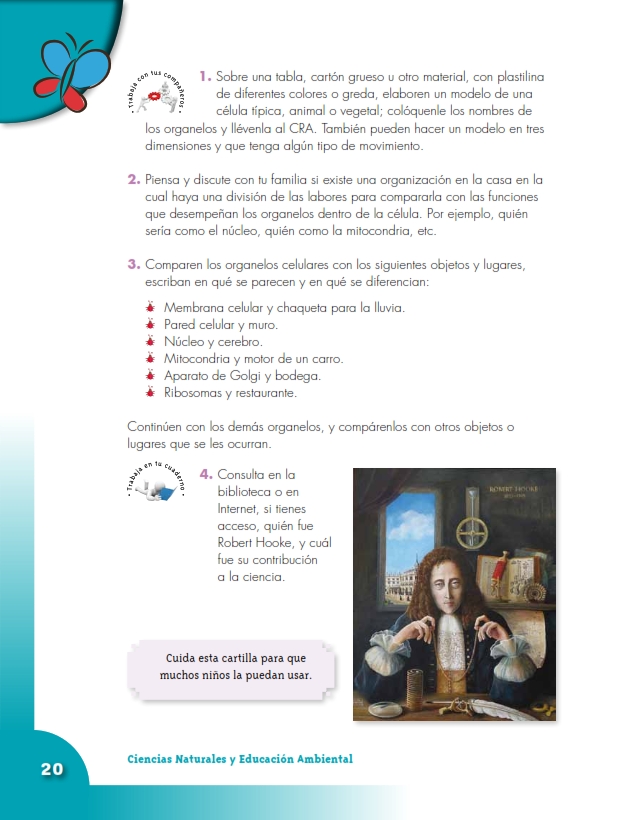 Trabaja con tus compañeros
1. Sobre una tabla, cartón grueso u otro material, con plastilina
de diferentes colores o greda, elaboren un modelo de una
célula típica, animal o vegetal; colóquenle los nombres de
los organelos y llévenla al CRA. También pueden hacer un modelo en tres
dimensiones y que tenga algún tipo de movimiento.
2. Piensa y discute con tu familia si existe una organización en la casa en la
cual haya una división de las labores para compararla con las funciones
que desempeñan los organelos dentro de la célula. Por ejemplo, quién
sería como el núcleo, quién como la mitocondria, etc.
3. Comparen los organelos celulares con los siguientes objetos y lugares,
escriban en qué se parecen y en qué se diferencian:
Membrana celular y chaqueta para la lluvia.
Pared celular y muro.
Núcleo y cerebro.
Mitocondria y motor de un carro.
Aparato de Golgi y bodega.
Ribosomas y restaurante.
Continúen con los demás organelos, y compárenlos con otros objetos o
lugares que se les ocurran.
Trabaja en tu cuaderno
4. Consulta en la
biblioteca o en
Internet, si tienes
acceso, quién fue
Robert Hooke, y cuál
fue su contribución
a la ciencia.
ROBERT HOOKE
Cuida esta cartilla para que
muchos niños la puedan usar.
Ciencias Naturales y Educación Ambiental
20